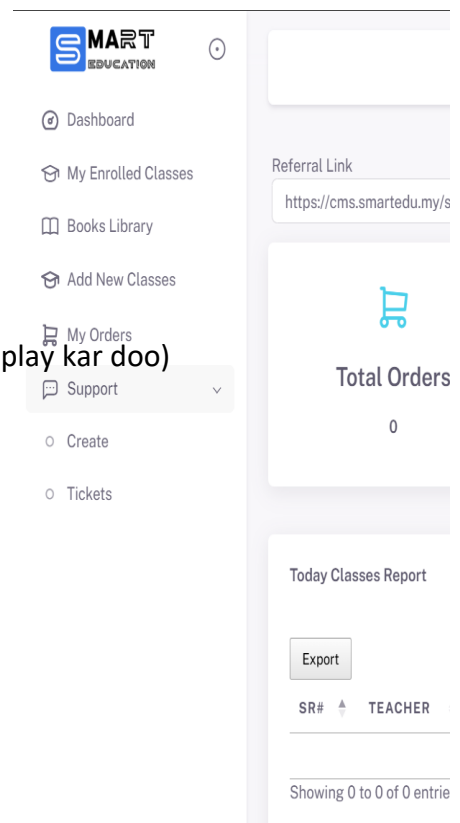 SMART
EDUCATION
Dashboard
My Enrolled Classes
Books Library
Add New Classes
My Orders
play kar doo)
Support
Create
Tickets
Referral Link
https://cms.smartedu.my/s
Total Orders
0
Today Classes Report
Export
SR# TEACHER
Showing 0 to 0 of 0 entrie